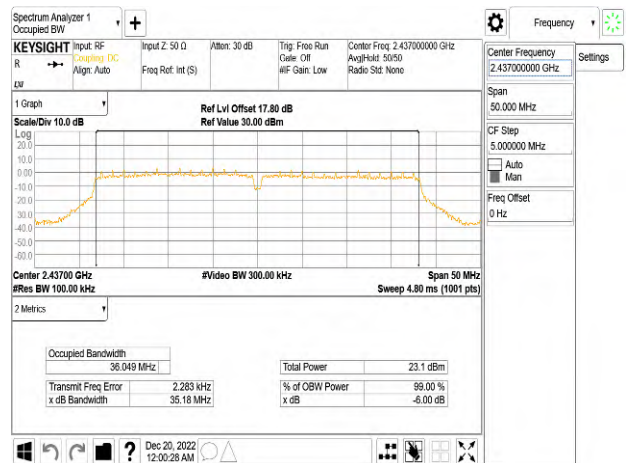 Spectrum Analyzer 1
Occupied BW
Frequency
KEYSIGHT
R
Input: RF
Coupling: DC
Align: Auto
Input Z: 50 Ω
Freq Ref: Int (S)
Atten: 30 dB
Trig: Free Run
Gate: Off
#IF Gain: Low
Center Freq: 2.437000000 GHz
Avg|Hold: 50/50
Radio Std: None
Center Frequency
2.437000000 GHz
Settings
Span
50.000 MHz
CF Step
5.000000 MHz
Auto
Man
Freq Offset
0 Hz
1 Graph
Scale/Div 10.0 dB
Ref Lvl Offset 17.80 dB
Ref Value 30.00 dBm
Log
20.0
10.0
0.00
-10.0
-20.0
-30.0
-40.0
-50.0
-60.0
Center 2.43700 GHz
#Res BW 100.00 kHz
#Video BW 300.00 kHz
Span 50 MHz
Sweep 4.80 ms (1001 pts)
2 Metrics
Occupied Bandwidth
36.049 MHz
Transmit Freq Error 2.283 kHz
x dB Bandwidth 35.18 MHz
Total Power 23.1 dBm
% of OBW Power 99.00 %
x dB -6.00 dB
?
Dec 20, 2022
12:00:28 AM